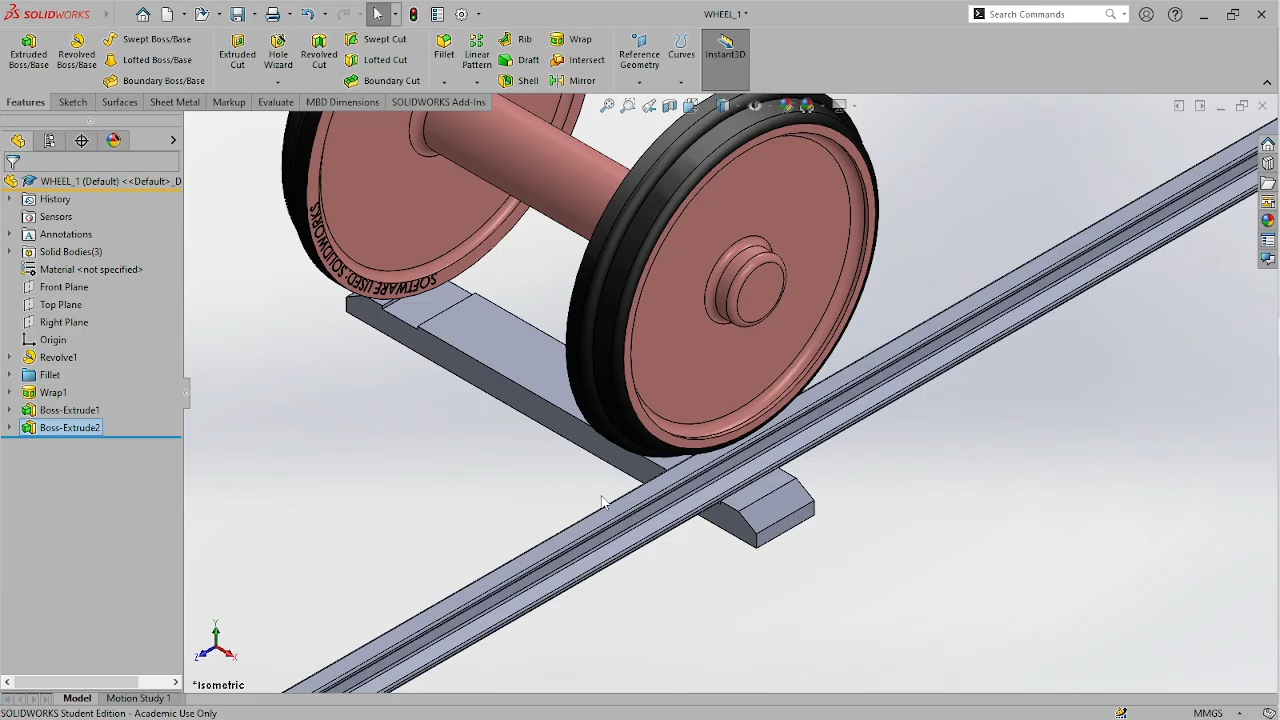 SOLIDWORKS
WHEEL_1 *
Search Commands
Extruded Boss/Base
Revolved Boss/Base
Swept Boss/Base
Lofted Boss/Base
Boundary Boss/Base
Extruded Cut
Hole Wizard
Revolved Cut
Swept Cut
Lofted Cut
Boundary Cut
Fillet
Linear Pattern
Rib
Draft
Shell
Wrap
Intersect
Mirror
Reference Geometry
Curves
Instant3D
Features
Sketch
Surfaces
Sheet Metal
Markup
Evaluate
MBD Dimensions
SOLIDWORKS Add-Ins
WHEEL_1 (Default) <<Default>_D
History
Sensors
Annotations
Solid Bodies(3)
Material <not specified>
Front Plane
Top Plane
Right Plane
Origin
Revolve1
Fillet
Wrap1
Boss-Extrude1
Boss-Extrude2
SOFTWARE USED: SOLIDWORKS
Y
Z
X
*Isometric
Model
Motion Study 1
SOLIDWORKS Student Edition - Academic Use Only
MMGS